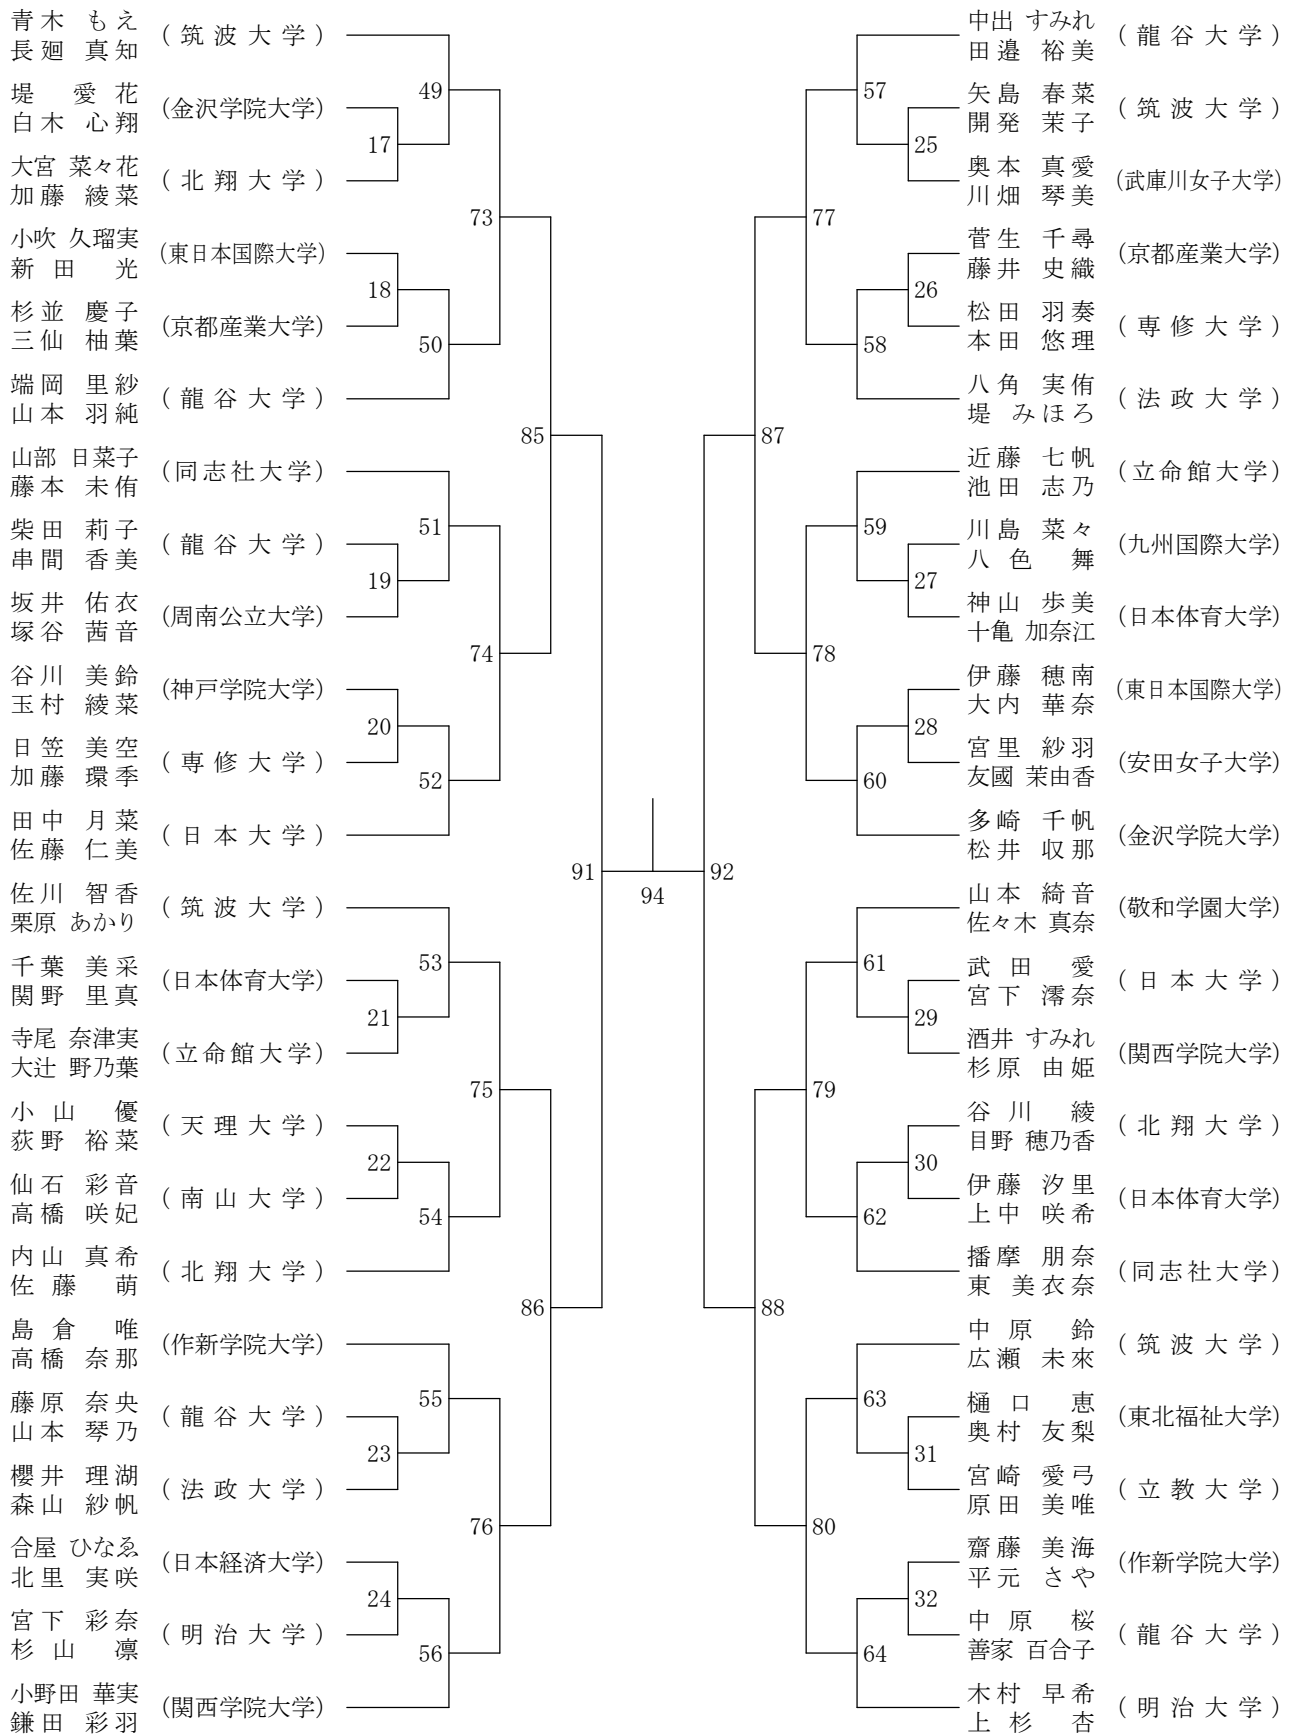 青木 もえ
長廻 真知
(筑波大学)
堤 愛花
白木 心翔
(金沢学院大学)
大宮 菜々花
加藤 綾菜
(北翔大学)
小吹 久瑠実
新田 光
(東日本国際大学)
杉並 慶子
三仙 柚葉
(京都産業大学)
端岡 里紗
山本 羽純
(龍谷大学)
山部 日菜子
藤本 未侑
(同志社大学)
柴田 莉子
串間 香美
(龍谷大学)
坂井 佑衣
塚谷 茜音
(周南公立大学)
谷川 美鈴
玉村 綾菜
(神戸学院大学)
日笠 美空
加藤 環季
(専修大学)
田中 月菜
佐藤 仁美
(日本大学)
佐川 智香
栗原 あかり
(筑波大学)
千葉 美采
関野 里真
(日本体育大学)
寺尾 奈津実
大辻 野乃葉
(立命館大学)
小山 優
荻野 裕菜
(天理大学)
仙石 彩音
高橋 咲妃
(南山大学)
内山 真希
佐藤 萌
(北翔大学)
島倉 唯
高橋 奈那
(作新学院大学)
藤原 奈央
山本 琴乃
(龍谷大学)
櫻井 理湖
森山 紗帆
(法政大学)
合屋 ひなゑ
北里 実咲
(日本経済大学)
宮下 彩奈
杉山 凛
(明治大学)
小野田 華実
鎌田 彩羽
(関西学院大学)
17
18
19
20
21
22
23
24
49
50
51
52
53
54
55
56
73
74
75
76
85
86
91
94
92
87
88
77
78
79
80
57
58
59
60
61
62
63
64
25
26
27
28
29
30
31
32
中出 すみれ
田邉 裕美
(龍谷大学)
矢島 春菜
開発 茉子
(筑波大学)
奥本 真愛
川畑 琴美
(武庫川女子大学)
菅生 千尋
藤井 史織
(京都産業大学)
松田 羽奏
本田 悠理
(専修大学)
八角 実侑
堤 みほろ
(法政大学)
近藤 七帆
池田 志乃
(立命館大学)
川島 菜々
八色 舞
(九州国際大学)
神山 歩美
十亀 加奈江
(日本体育大学)
伊藤 穂南
大内 華奈
(東日本国際大学)
宮里 紗羽
友國 茉由香
(安田女子大学)
多崎 千帆
松井 収那
(金沢学院大学)
山本 綺音
佐々木 真奈
(敬和学園大学)
武田 愛
宮下 澪奈
(日本大学)
酒井 すみれ
杉原 由姫
(関西学院大学)
谷川 綾
目野 穂乃香
(北翔大学)
伊藤 汐里
上中 咲希
(日本体育大学)
播摩 朋奈
東 美衣奈
(同志社大学)
中原 鈴
広瀬 未來
(筑波大学)
樋口 恵
奥村 友梨
(東北福祉大学)
宮崎 愛弓
原田 美唯
(立教大学)
齋藤 美海
平元 さや
(作新学院大学)
中原 桜
善家 百合子
(龍谷大学)
木村 早希
上杉 杏
(明治大学)